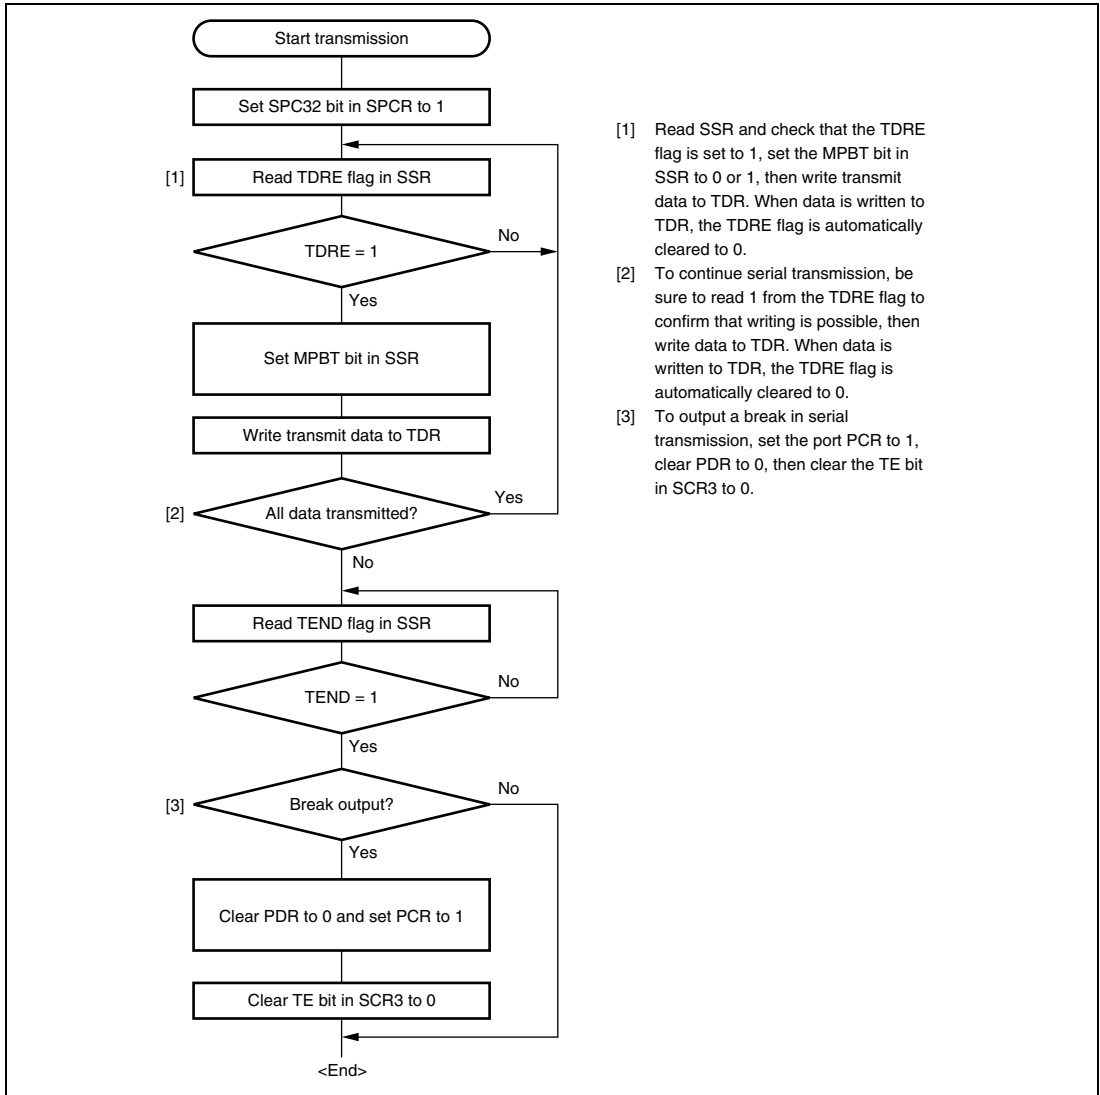 Start transmission
Set SPC32 bit in SPCR to 1
[1]
Read TDRE flag in SSR
TDRE = 1
No
Yes
Set MPBT bit in SSR
Write transmit data to TDR
[2]
All data transmitted?
Yes
No
Read TEND flag in SSR
TEND = 1
No
Yes
[3]
Break output?
No
Yes
Clear PDR to 0 and set PCR to 1
Clear TE bit in SCR3 to 0
<End>
[1] Read SSR and check that the TDRE
flag is set to 1, set the MPBT bit in
SSR to 0 or 1, then write transmit
data to TDR. When data is written to
TDR, the TDRE flag is automatically
cleared to 0.
[2] To continue serial transmission, be
sure to read 1 from the TDRE flag to
confirm that writing is possible, then
write data to TDR. When data is
written to TDR, the TDRE flag is
automatically cleared to 0.
[3] To output a break in serial
transmission, set the port PCR to 1,
clear PDR to 0, then clear the TE bit
in SCR3 to 0.